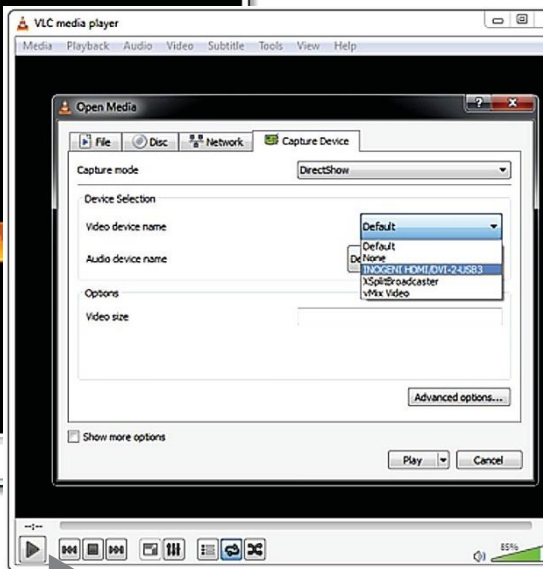 VLC media player
Media Playback Audio Video Subtitle Tools View Help
Open Media
File Disc Network Capture Device
Capture mode DirectShow
Device Selection
Video device name Default
Default
None
INOGENI HDMI/DVI-2-USB3
XSplitBroadcaster
vMix Video
Audio device name De
Options
Video size
Advanced options...
Show more options
Play Cancel
--:--
85%